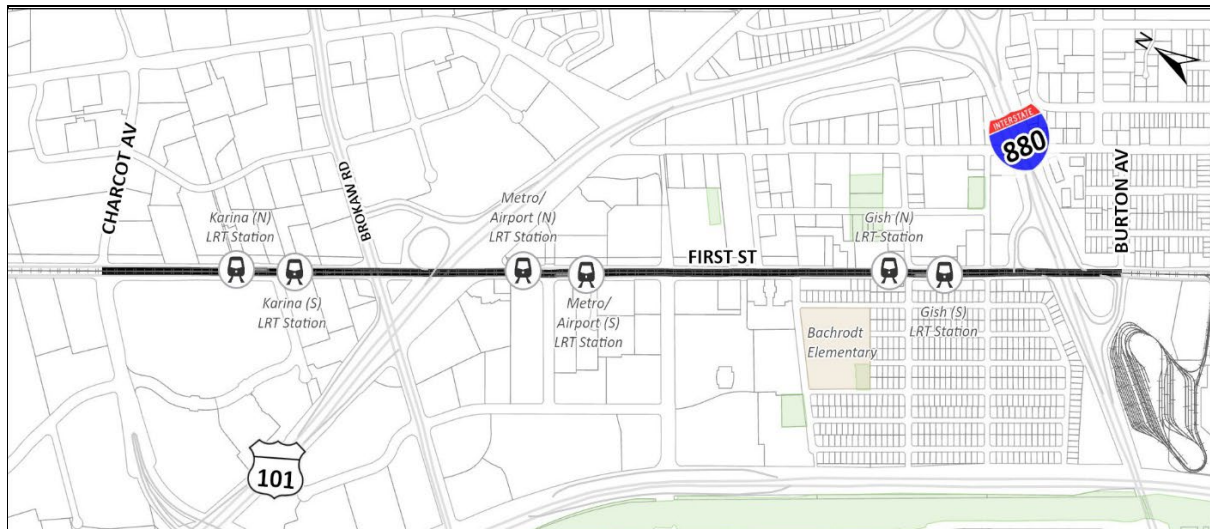 N
INTERSTATE
880
CHARCOT AV
BROKAW RD
BURTON AV
Karina (N)
LRT Station
Metro/
Airport (N)
LRT Station
Gish (N)
LRT Station
FIRST ST
Karina (S)
LRT Station
Metro/
Airport (S)
LRT Station
Gish (S)
LRT Station
Bachrodt
Elementary
101